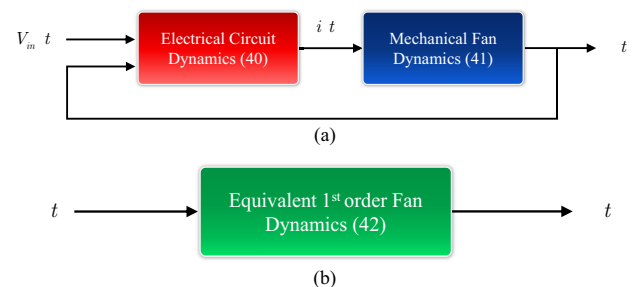 V_in t
Electrical Circuit
Dynamics (40)
i t
Mechanical Fan
Dynamics (41)
t
(a)
t
Equivalent 1st order Fan
Dynamics (42)
t
(b)